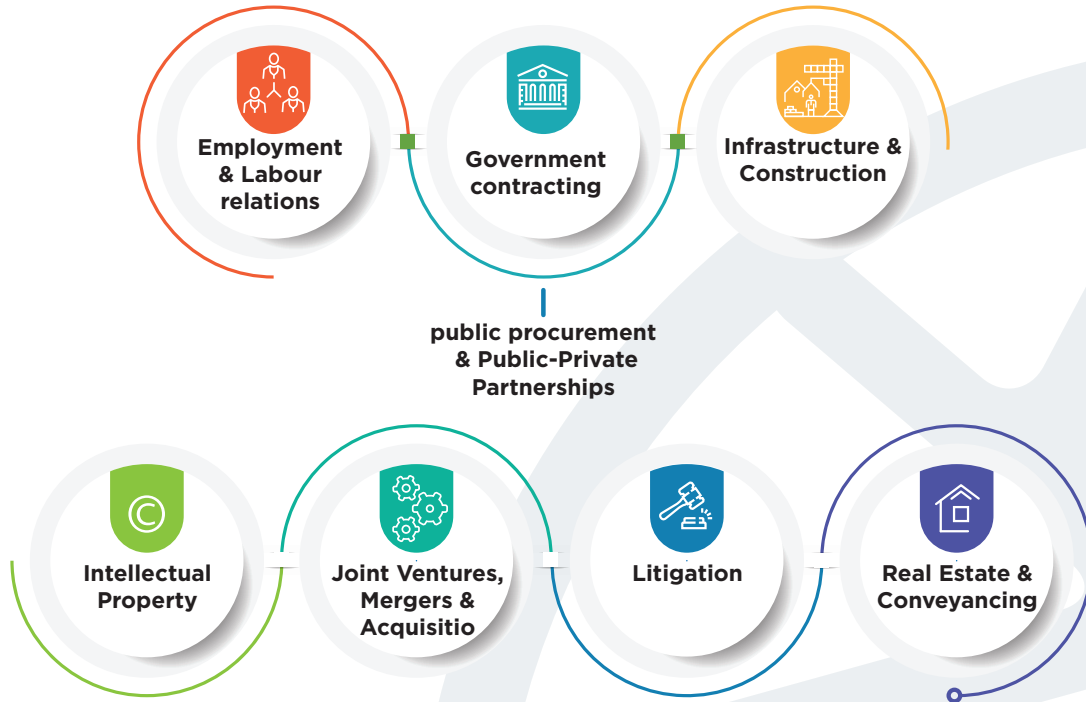 Employment
& Labour
relations
Government
contracting
Infrastructure &
Construction
public procurement
& Public-Private
Partnerships
©
Intellectual
Property
Joint Ventures,
Mergers &
Acquisitio
Litigation
Real Estate &
Conveyancing